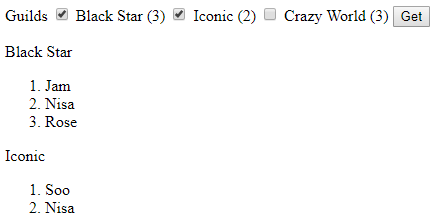 Guilds Black Star (3) Iconic (2) Crazy World (3) Get
Black Star
1. Jam
2. Nisa
3. Rose
Iconic
1. Soo
2. Nisa